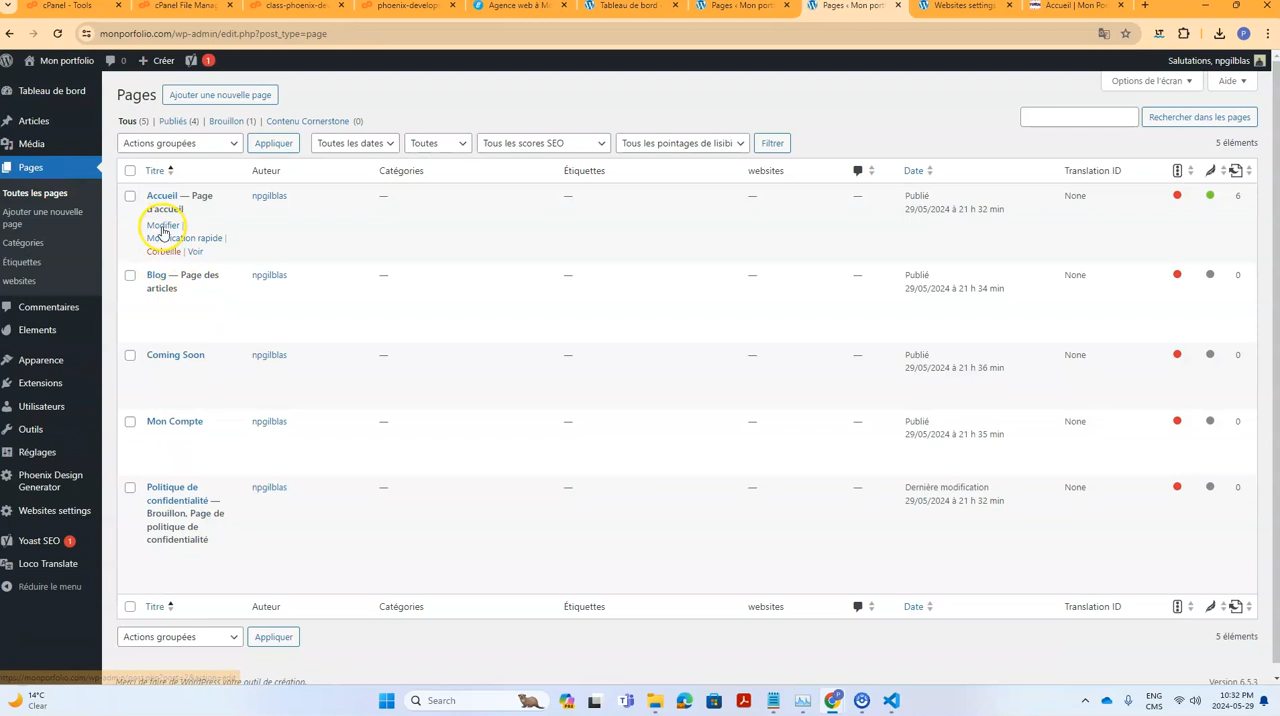 cPanel - Tools
cPanel File Manage
class-phoenix-desi
phoenix-develop
Agence web à M
Tableau de bord
Pages ‹ Mon port
Pages ‹ Mon porf
Websites settings
Accueil | Mon Po
monporfolio.com/wp-admin/edit.php?post_type=page
Mon portfolio 0 Créer 1 Salutations, npgilblas
Options de l'écran Aide
Pages Ajouter une nouvelle page
Tous (5) | Publiés (4) | Brouillon (1) | Contenu Cornerstone (0)
Rechercher dans les pages
Actions groupées Appliquer Toutes les dates Toutes Tous les scores SEO Tous les pointages de lisibi Filtrer 5 éléments
Titre Auteur Catégories Étiquettes websites Date Translation ID
Accueil — Page npgilblas — — — — Publié None 6
d'accueil 29/05/2024 à 21 h 32 min
Modifier |
Modification rapide |
Corbeille | Voir
Blog — Page des npgilblas — — — — Publié None 0
articles 29/05/2024 à 21 h 34 min
Coming Soon npgilblas — — — — Publié None 0
29/05/2024 à 21 h 36 min
Mon Compte npgilblas — — — — Publié None 0
29/05/2024 à 21 h 35 min
Politique de npgilblas — — — — Dernière modification None 0
confidentialité — 29/05/2024 à 21 h 32 min
Brouillon, Page de
politique de
confidentialité
Titre Auteur Catégories Étiquettes websites Date Translation ID
Actions groupées Appliquer 5 éléments
Tableau de bord
Articles
Média
Pages
Toutes les pages
Ajouter une nouvelle
page
Catégories
Étiquettes
websites
Commentaires
Elements
Apparence
Extensions
Utilisateurs
Outils
Réglages
Phoenix Design
Generator
Websites settings
Yoast SEO 1
Loco Translate
Réduire le menu
Merci de faire de WordPress votre outil de création. Version 6.5.3
14°C
Clear
Search
ENG
CMS
10:32 PM
2024-05-29